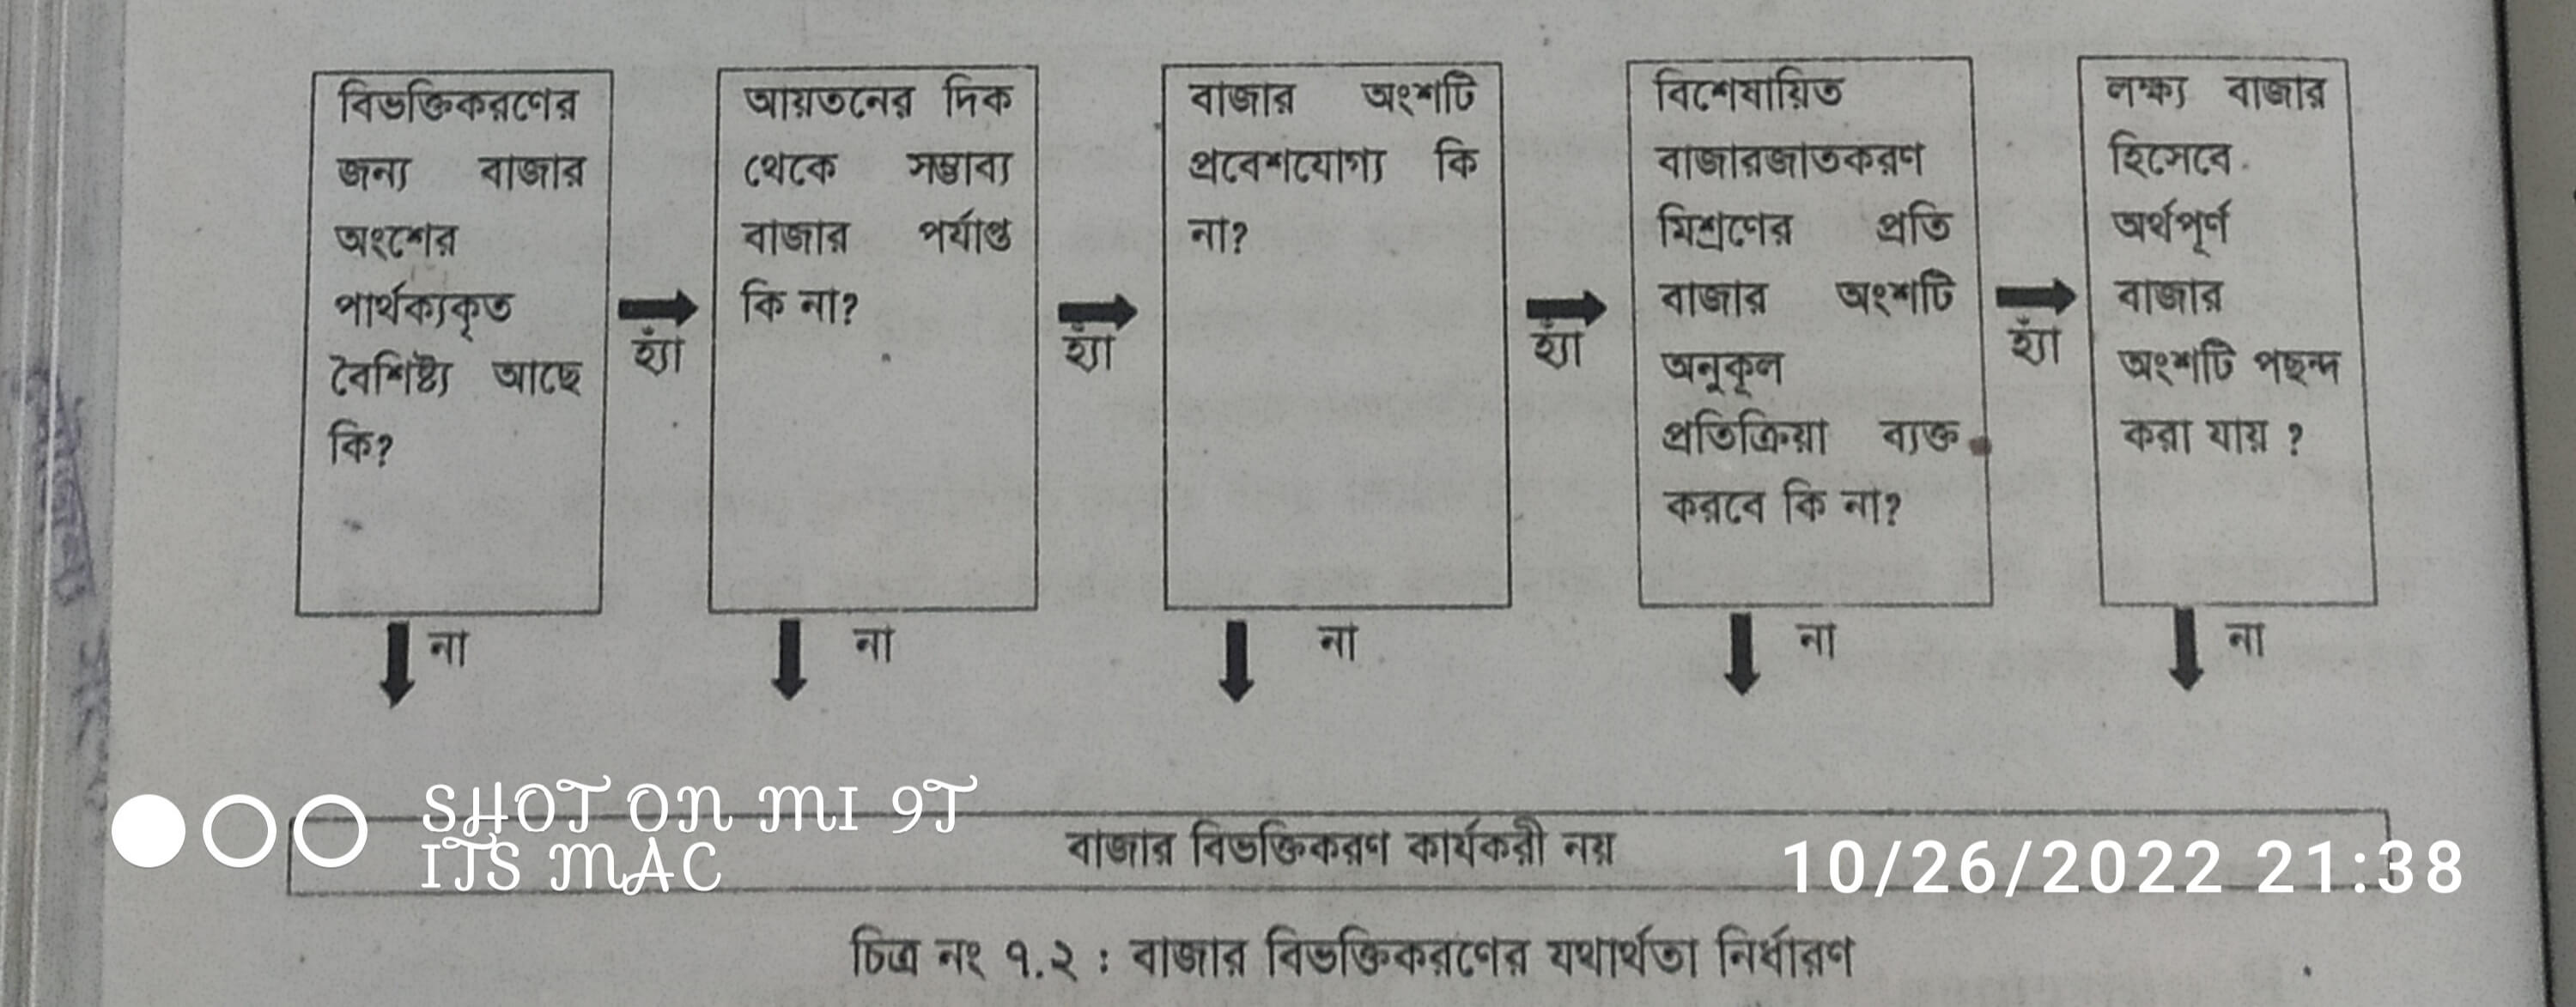 বিভক্তিকরণের
জন্য বাজার
অংশের
পার্থক্যকৃত
বৈশিষ্ট্য আছে
কি?
হ্যাঁ
না
আয়তনের দিক
থেকে সম্ভাব্য
বাজার পর্যাপ্ত
কি না?
হ্যাঁ
না
বাজার অংশটি
প্রবেশযোগ্য কি
না?
হ্যাঁ
না
বিশেষায়িত
বাজারজাতকরণ
মিশ্রণের প্রতি
বাজার অংশটি
অনুকূল
প্রতিক্রিয়া ব্যক্ত
করবে কি না?
হ্যাঁ
না
লক্ষ্য বাজার
হিসেবে
অর্থপূর্ণ
বাজার
অংশটি পছন্দ
করা যায় ?
না
SHOT ON MI 9T
ITS MAC
বাজার বিভক্তিকরণ কার্যকরী নয়
10/26/2022 21:38
চিত্র নং ৭.২ : বাজার বিভক্তিকরণের যথার্থতা নির্ধারণ